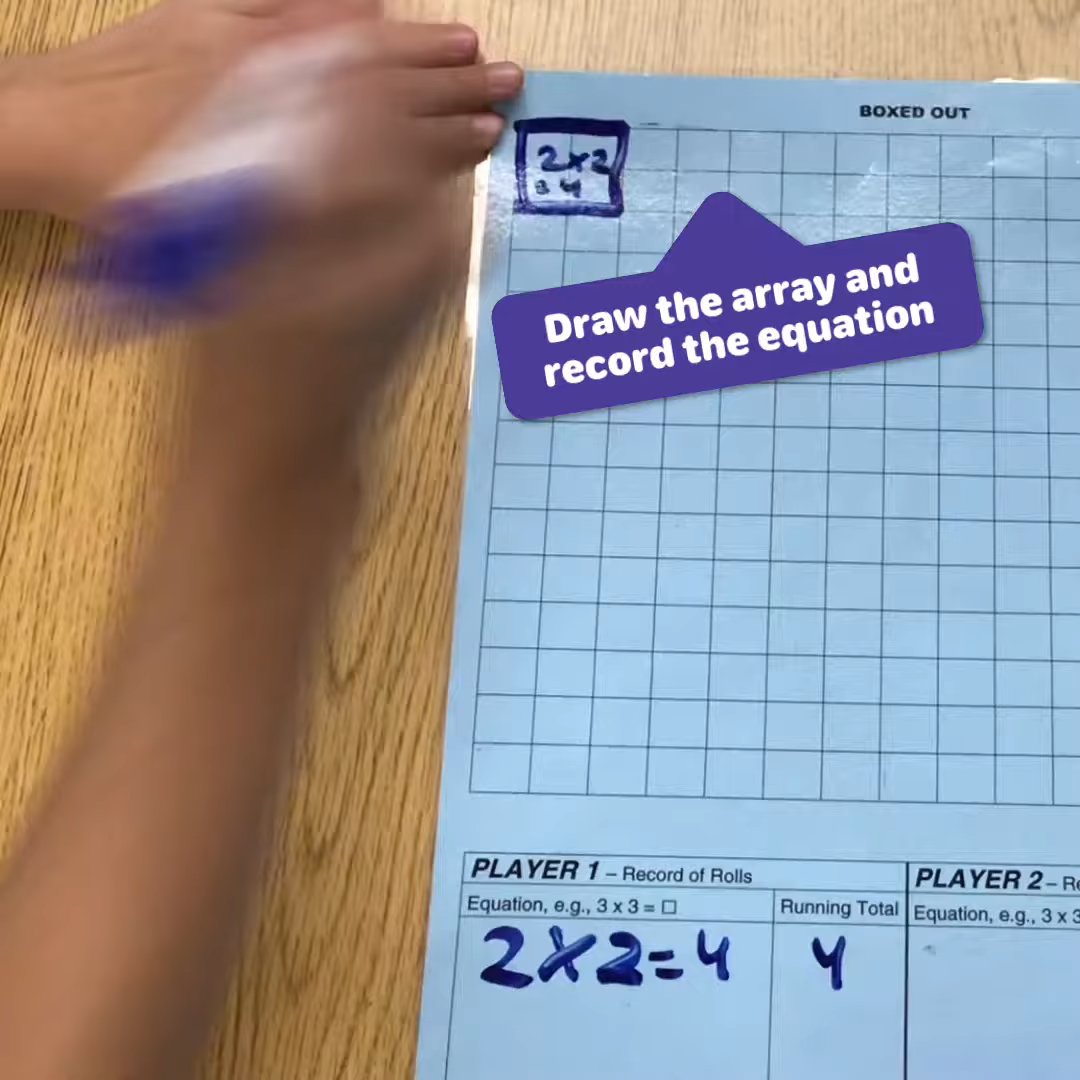 BOXED OUT
2x2
= 4
Draw the array and
record the equation
PLAYER 1 – Record of Rolls
Equation, e.g., 3 x 3 = ☐
Running Total
2x2=4
4
PLAYER 2 –
Equation, e.g., 3 x 3